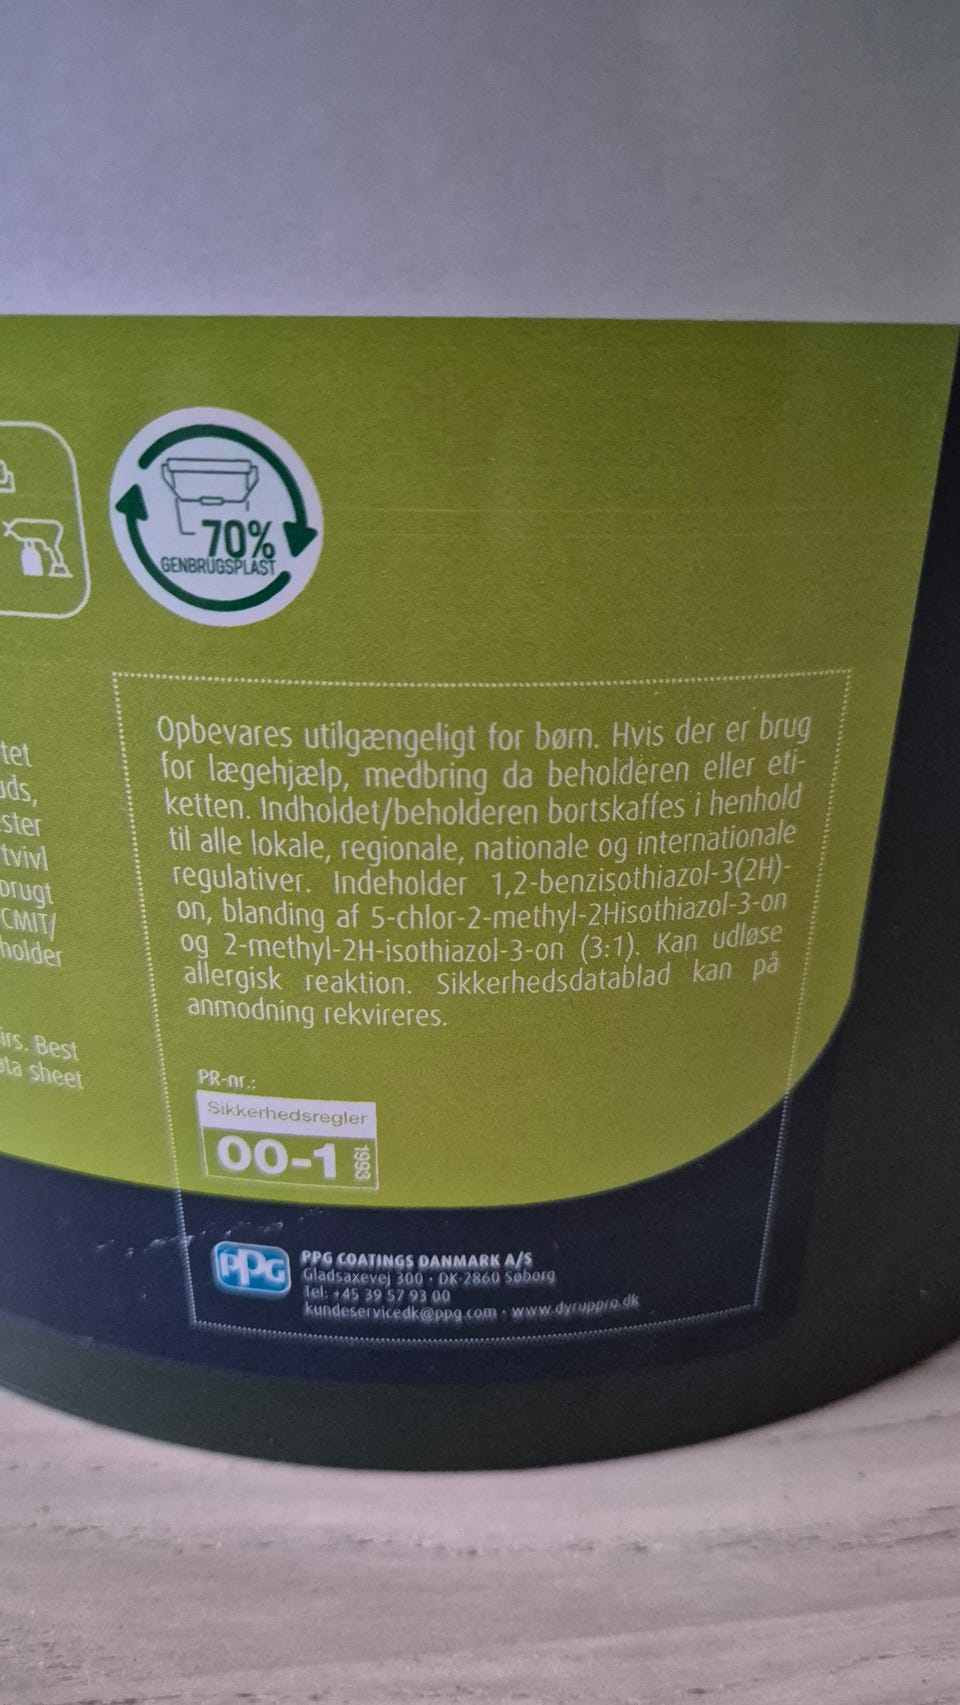 70%
GENBRUGSPLAST
Opbevares utilgængeligt for børn. Hvis der er brug
for lægehjælp, medbring da beholderen eller eti-
ketten. Indholdet/beholderen bortskaffes i henhold
til alle lokale, regionale, nationale og internationale
regulativer. Indeholder 1,2-benzisothiazol-3(2H)-
on, blanding af 5-chlor-2-methyl-2Hisothiazol-3-on
og 2-methyl-2H-isothiazol-3-on (3:1). Kan udløse
allergisk reaktion. Sikkerhedsdatablad kan på
anmodning rekvireres.
tvivl
CMIT/
Best
sheet
PR-nr.:
Sikkerhedsregler
00-1 1993
PPG
PPG COATINGS DANMARK A/S
Gladsaxevej 300 · DK-2860 Søborg
Tel: +45 39 57 93 00
kundeservicedk@ppg.com · www.dyruppro.dk